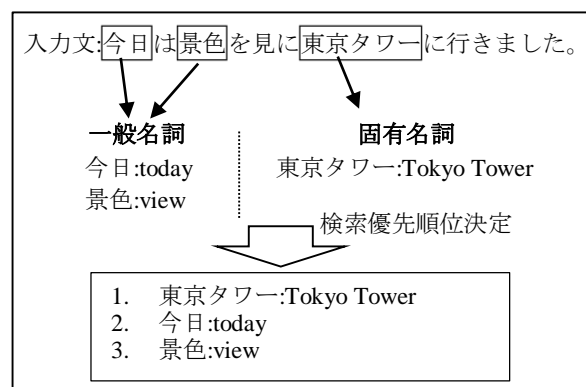 入力文:今日は景色を見に東京タワーに行きました。
一般名詞 固有名詞
今日:today 東京タワー:Tokyo Tower
景色:view
検索優先順位決定
1. 東京タワー:Tokyo Tower
2. 今日:today
3. 景色:view